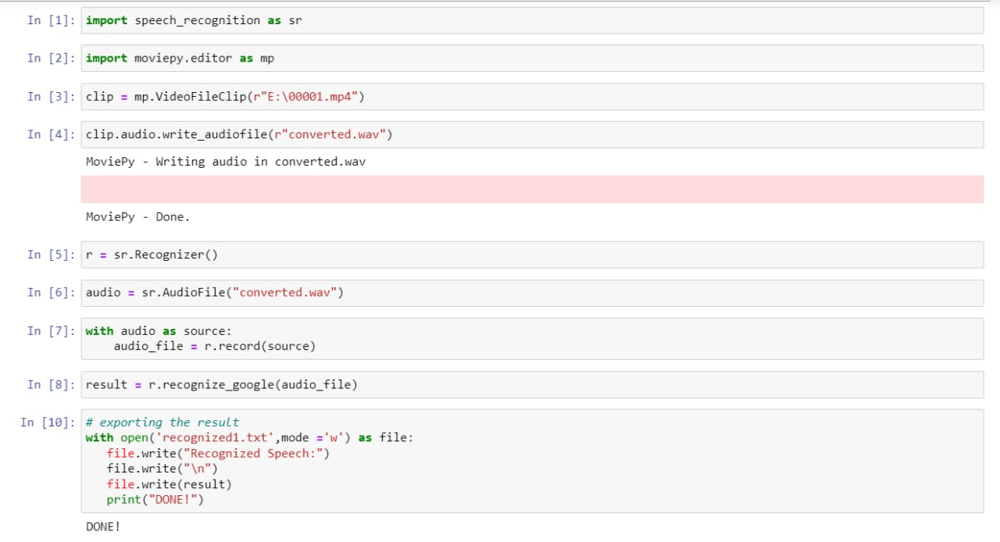 In [1]: import speech_recognition as sr
In [2]: import moviepy.editor as mp
In [3]: clip = mp.VideoFileClip(r"E:\00001.mp4")
In [4]: clip.audio.write_audiofile(r"converted.wav")
MoviePy - Writing audio in converted.wav
MoviePy - Done.
In [5]: r = sr.Recognizer()
In [6]: audio = sr.AudioFile("converted.wav")
In [7]: with audio as source:
    audio_file = r.record(source)
In [8]: result = r.recognize_google(audio_file)
In [10]: # exporting the result
with open('recognized1.txt',mode ='w') as file:
   file.write("Recognized Speech:")
   file.write("\n")
   file.write(result)
   print("DONE!")
DONE!